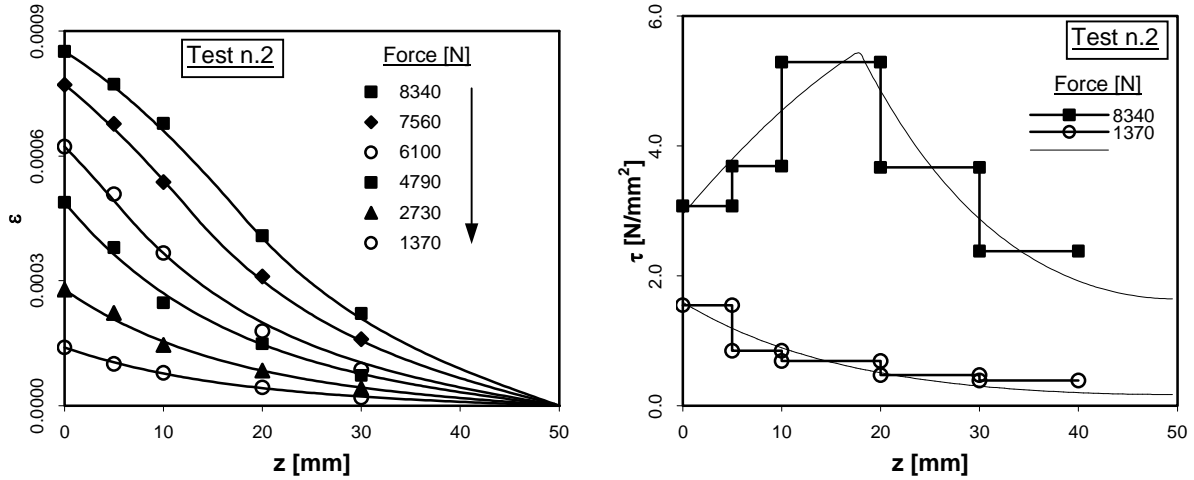 0.0009
0.0006
0.0003
0.0000
ε
Test n.2
Force [N]
8340
7560
6100
4790
2730
1370
0 10 20 30 40 50
z [mm]
6.0
4.0
2.0
0.0
τ [N/mm²]
Test n.2
Force [N]
8340
1370
0 10 20 30 40 50
z [mm]